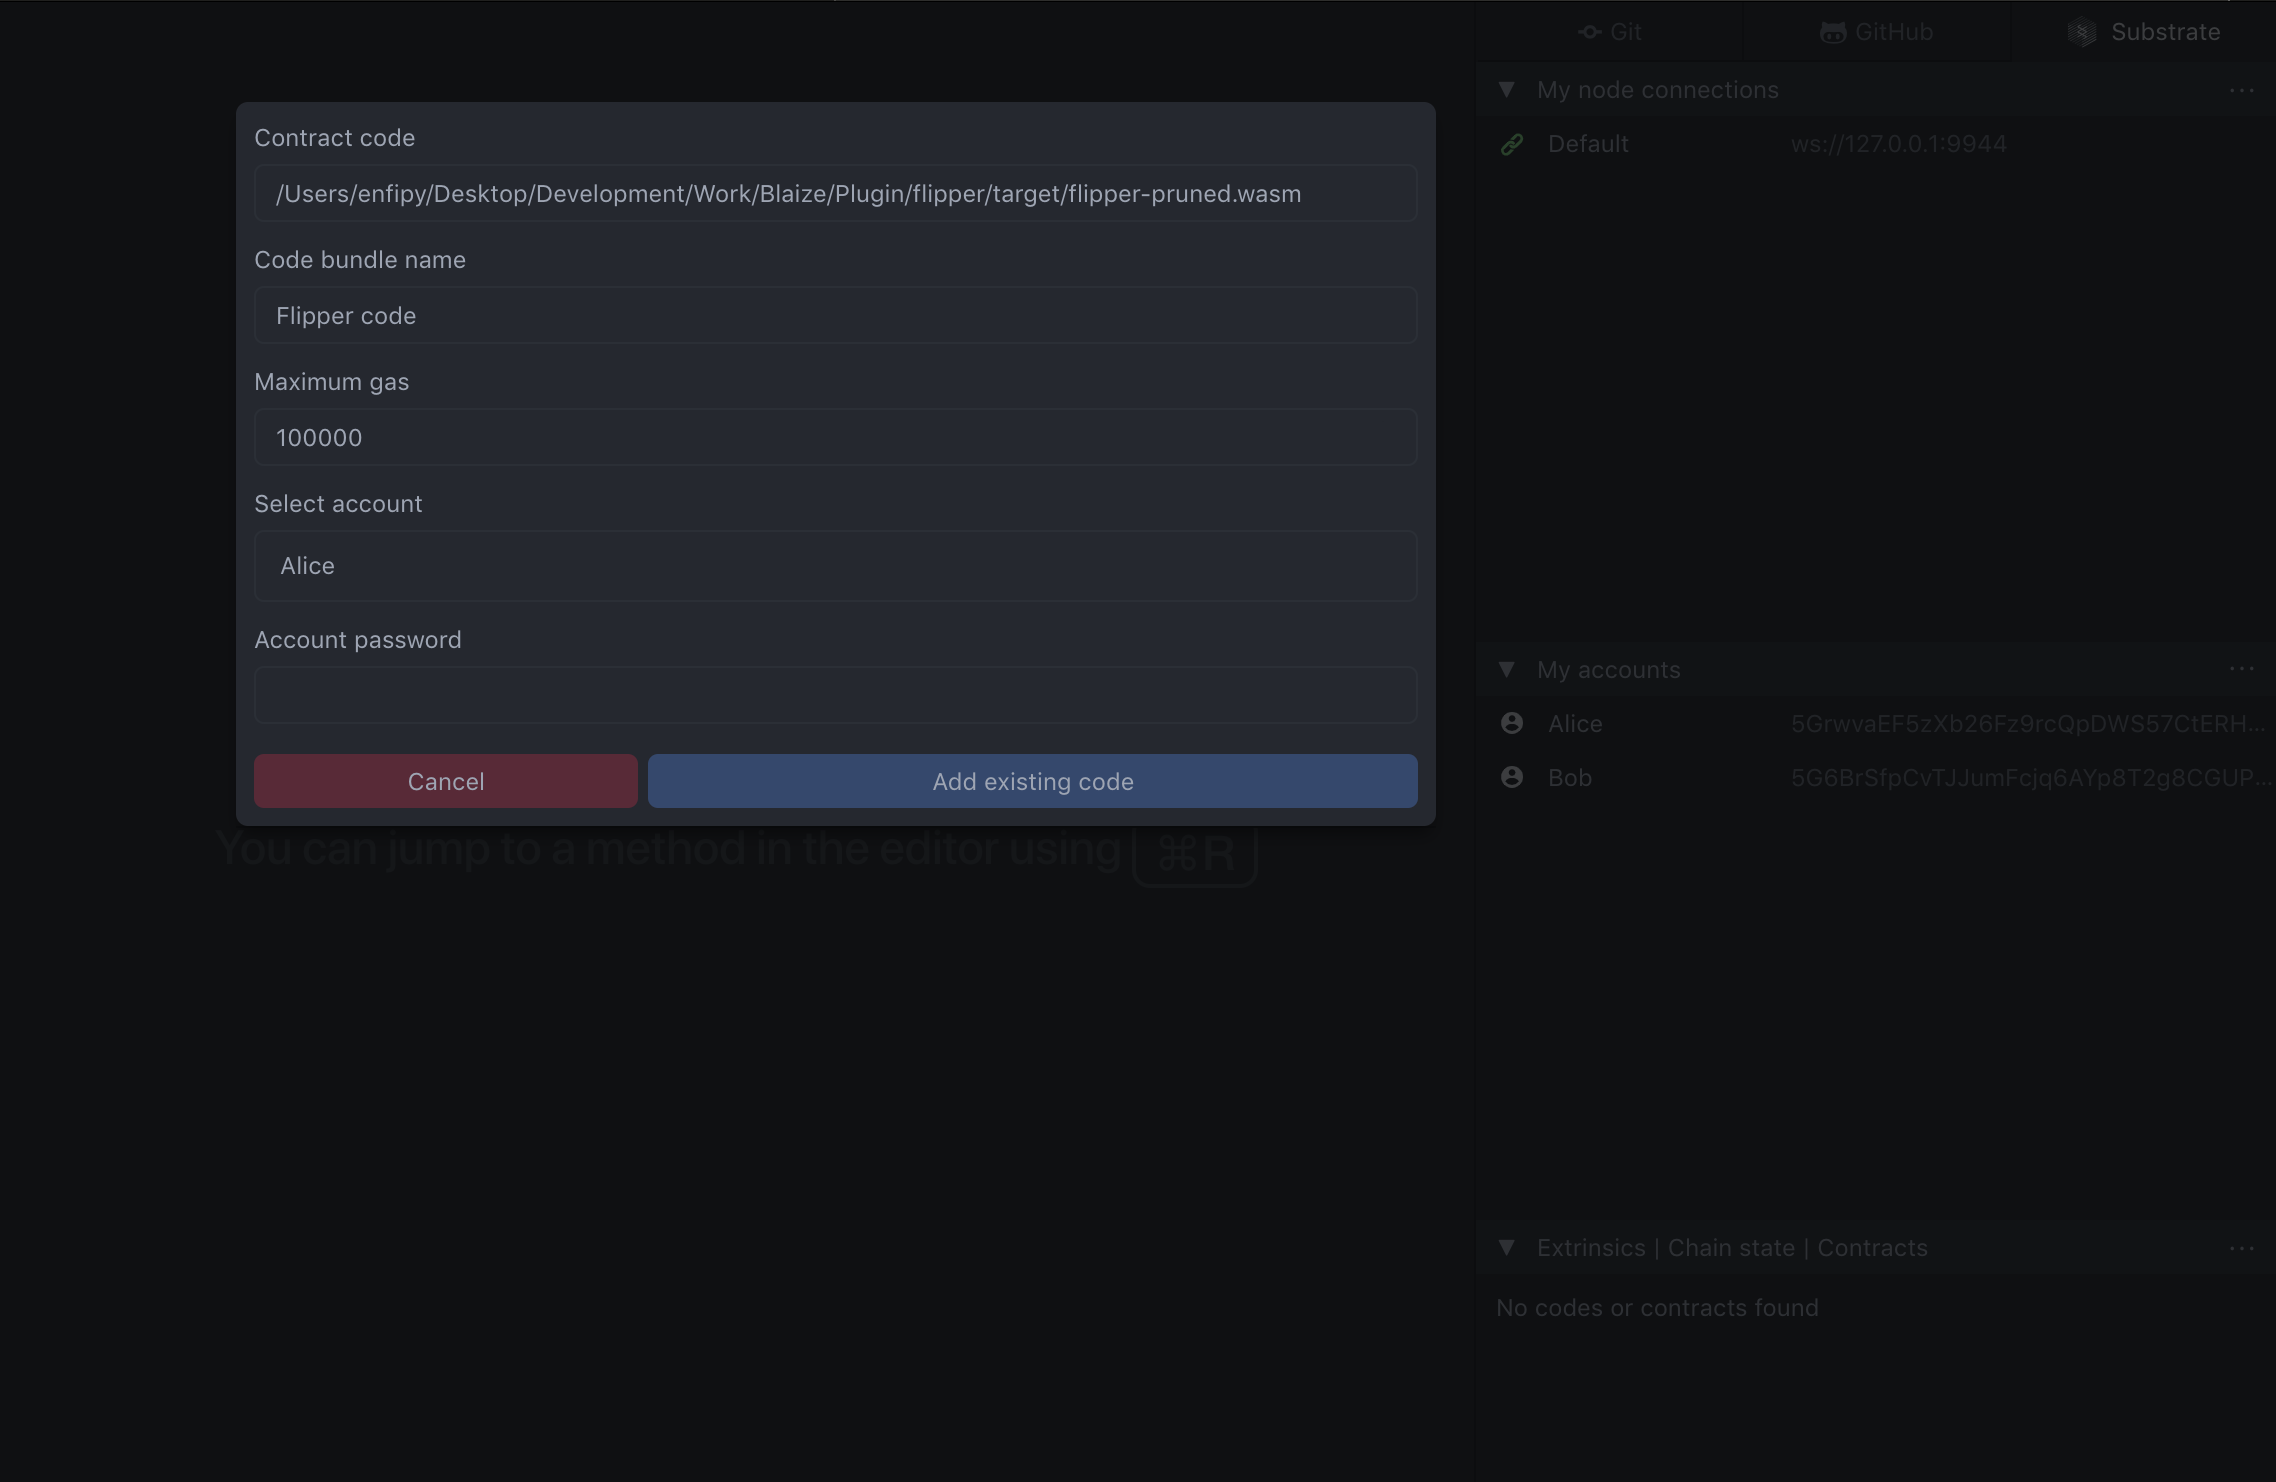 Git
GitHub
Substrate
My node connections
Default ws://127.0.0.1:9944
Contract code
/Users/enfipy/Desktop/Development/Work/Blaize/Plugin/flipper/target/flipper-pruned.wasm
Code bundle name
Flipper code
Maximum gas
100000
Select account
Alice
Account password
Cancel
Add existing code
You can jump to a method in the editor using ⌘R
My accounts
Alice 5GrwvaEF5zXb26Fz9rcQpDWS57CtERH...
Bob 5G6BrSfpCvTJJumFcjq6AYp8T2g8CGUP...
Extrinsics | Chain state | Contracts
No codes or contracts found